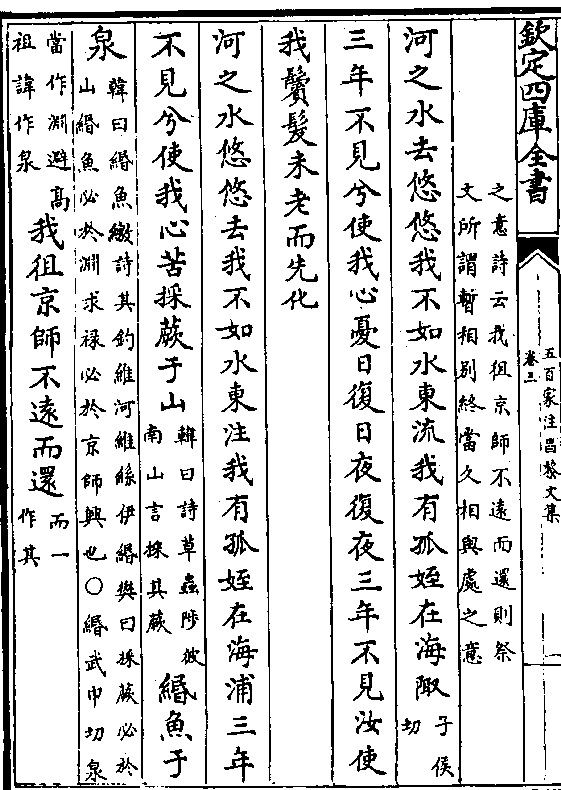 欽定四庫全書
五百家注昌黎文集
卷三
之意詩云我徂京師不遠而還則祭
文所謂暫相別終當久相與處之意
河之水去悠悠我不如水東流我有孤姪在海陬
子侯
切
三年不見兮使我心憂日復日夜復夜三年不見汝使
我鬢髮未老而先化
河之水悠悠去我不如水東注我有孤姪在海浦三年
不見兮使我心苦採蕨于山
韓曰詩草蟲陟彼
南山言採其蕨
緡魚于
泉
韓曰緡魚繳詩其釣維河維絲伊緡樊曰採蕨必於
山緡魚必於淵求禄必於京師興也○緡武巾切泉
當作淵避髙
祖諱作泉
我徂京師不遠而還
而一
作其